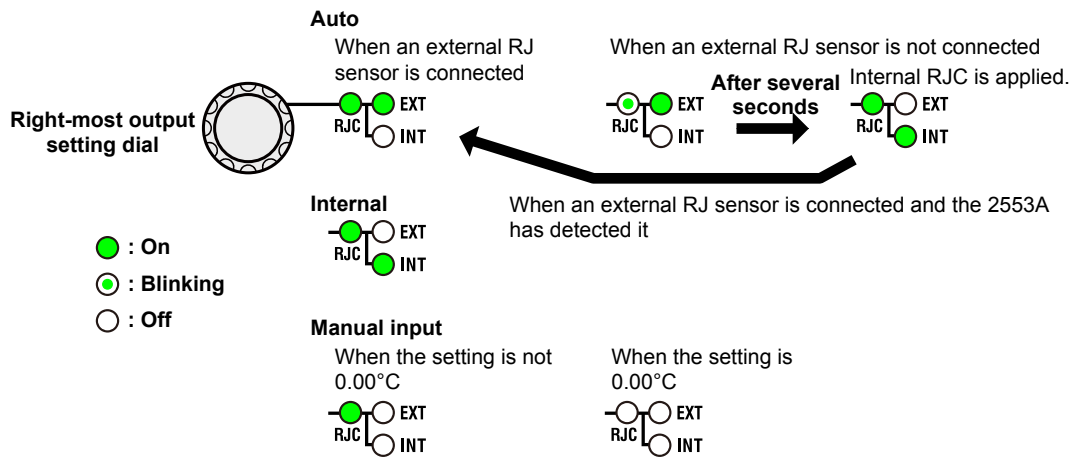 Auto
When an external RJ
sensor is connected
When an external RJ sensor is not connected
After several
seconds
Internal RJC is applied.
Right-most output
setting dial
RJC
EXT
INT
RJC
EXT
INT
RJC
EXT
INT
When an external RJ sensor is connected and the 2553A
has detected it
Internal
RJC
EXT
INT
: On
: Blinking
: Off
Manual input
When the setting is not
0.00°C
When the setting is
0.00°C
RJC
EXT
INT
RJC
EXT
INT